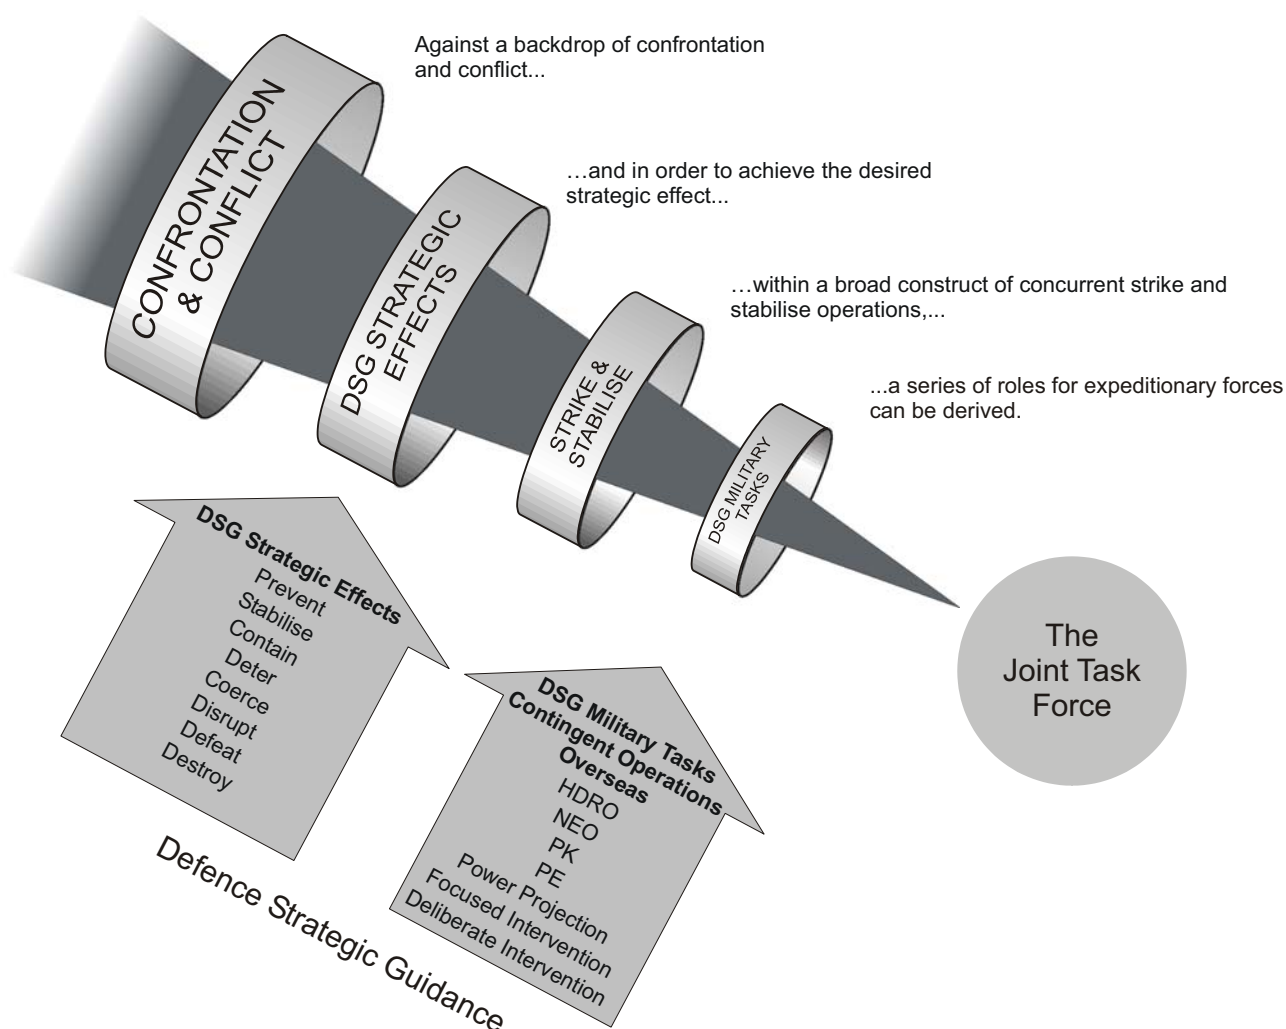 Against a backdrop of confrontation
and conflict...
CONFRONTATION
& CONFLICT
…and in order to achieve the desired
strategic effect...
DSG STRATEGIC
EFFECTS
…within a broad construct of concurrent strike and
stabilise operations,...
STRIKE &
STABILISE
...a series of roles for expeditionary forces
can be derived.
DSG MILITARY
TASKS
The
Joint Task
Force
DSG Strategic Effects
Prevent
Stabilise
Contain
Deter
Coerce
Disrupt
Defeat
Destroy
DSG Military Tasks
Contingent Operations
Overseas
HDRO
NEO
PK
PE
Power Projection
Focused Intervention
Deliberate Intervention
Defence Strategic Guidance